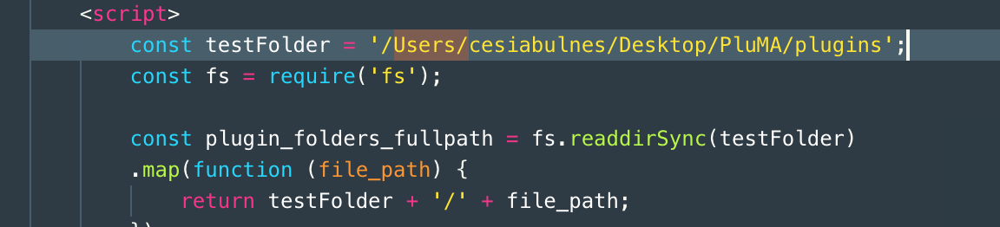 <script>
const testFolder = '/Users/cesiabulnes/Desktop/PluMA/plugins';
const fs = require('fs');
const plugin_folders_fullpath = fs.readdirSync(testFolder)
.map(function (file_path) {
return testFolder + '/' + file_path;
})